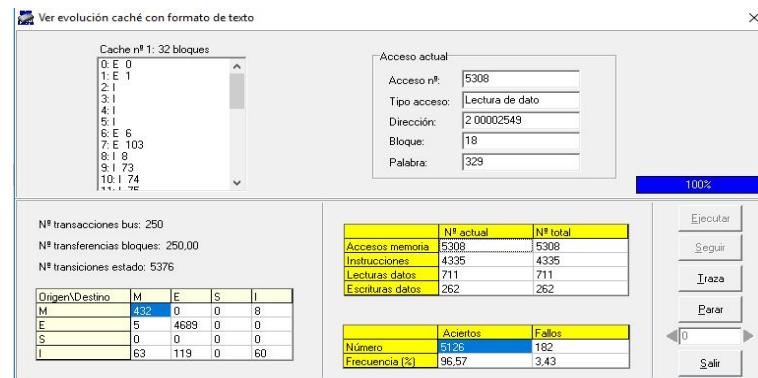 Ver evolución caché con formato de texto
Cache nº 1: 32 bloques
0: E 0
1: E 1
2: I
3: I
4: I
5: I
6: E 6
7: E 103
8: I 8
9: I 73
10: I 74
11: I 75
Acceso actual
Acceso nº: 5308
Tipo acceso: Lectura de dato
Dirección: 2 00002549
Bloque: 18
Palabra: 329
100%
Nº transacciones bus: 250
Nº transferencias bloques: 250,00
Nº transiciones estado: 5376
Origen\Destino M E S I
M 432 0 0 8
E 5 4689 0 0
S 0 0 0 0
I 63 119 0 60
Nº actual Nº total
Accesos memoria 5308 5308
Instrucciones 4335 4335
Lecturas datos 711 711
Escrituras datos 262 262
Aciertos Fallos
Número 5126 182
Frecuencia (%) 96,57 3,43
Ejecutar
Seguir
Traza
Parar
0
Salir